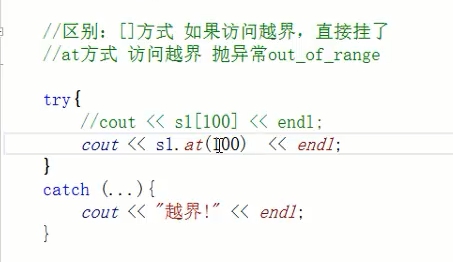 //区别：[]方式 如果访问越界，直接挂了
//at方式 访问越界 抛异常out_of_range
try{
//cout << s1[100] << endl;
cout << s1.at(100)  << endl;
}
catch (...){
cout << "越界!" << endl;
}